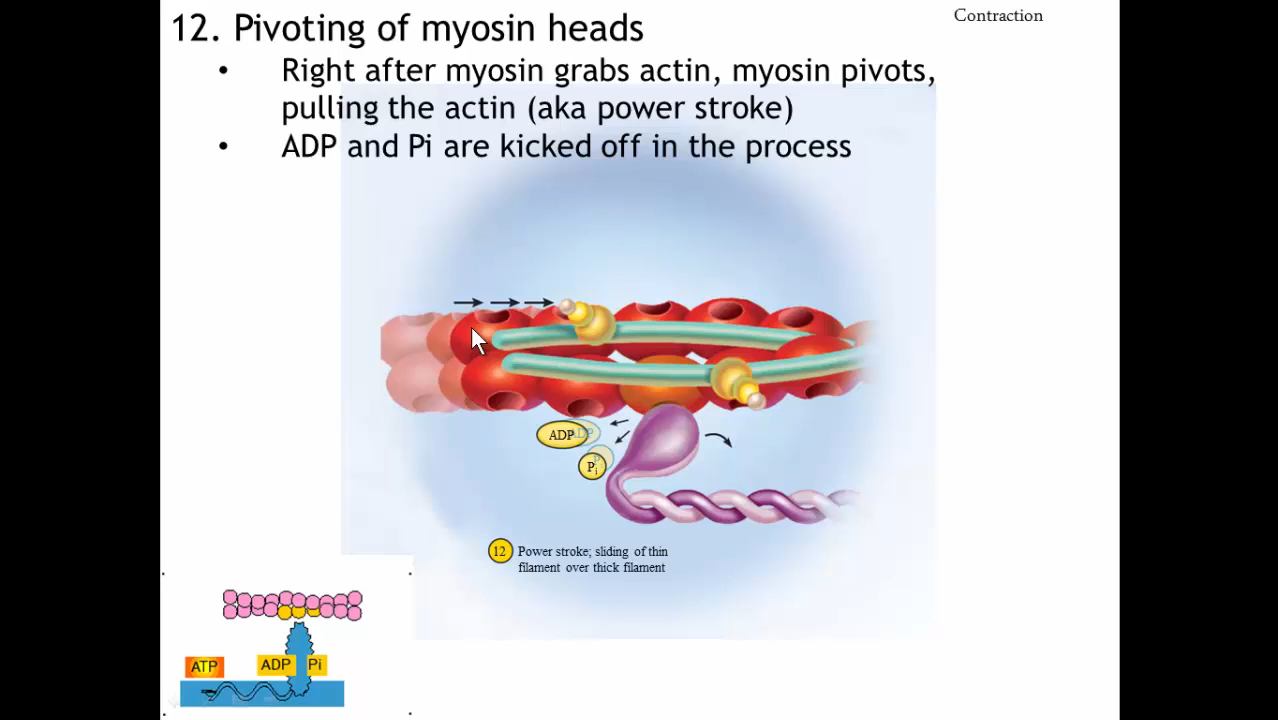 Contraction
12. Pivoting of myosin heads
• Right after myosin grabs actin, myosin pivots,
pulling the actin (aka power stroke)
• ADP and Pi are kicked off in the process
ADP
ADP
Pi
Pi
12 Power stroke; sliding of thin
filament over thick filament
ATP
ADP
Pi